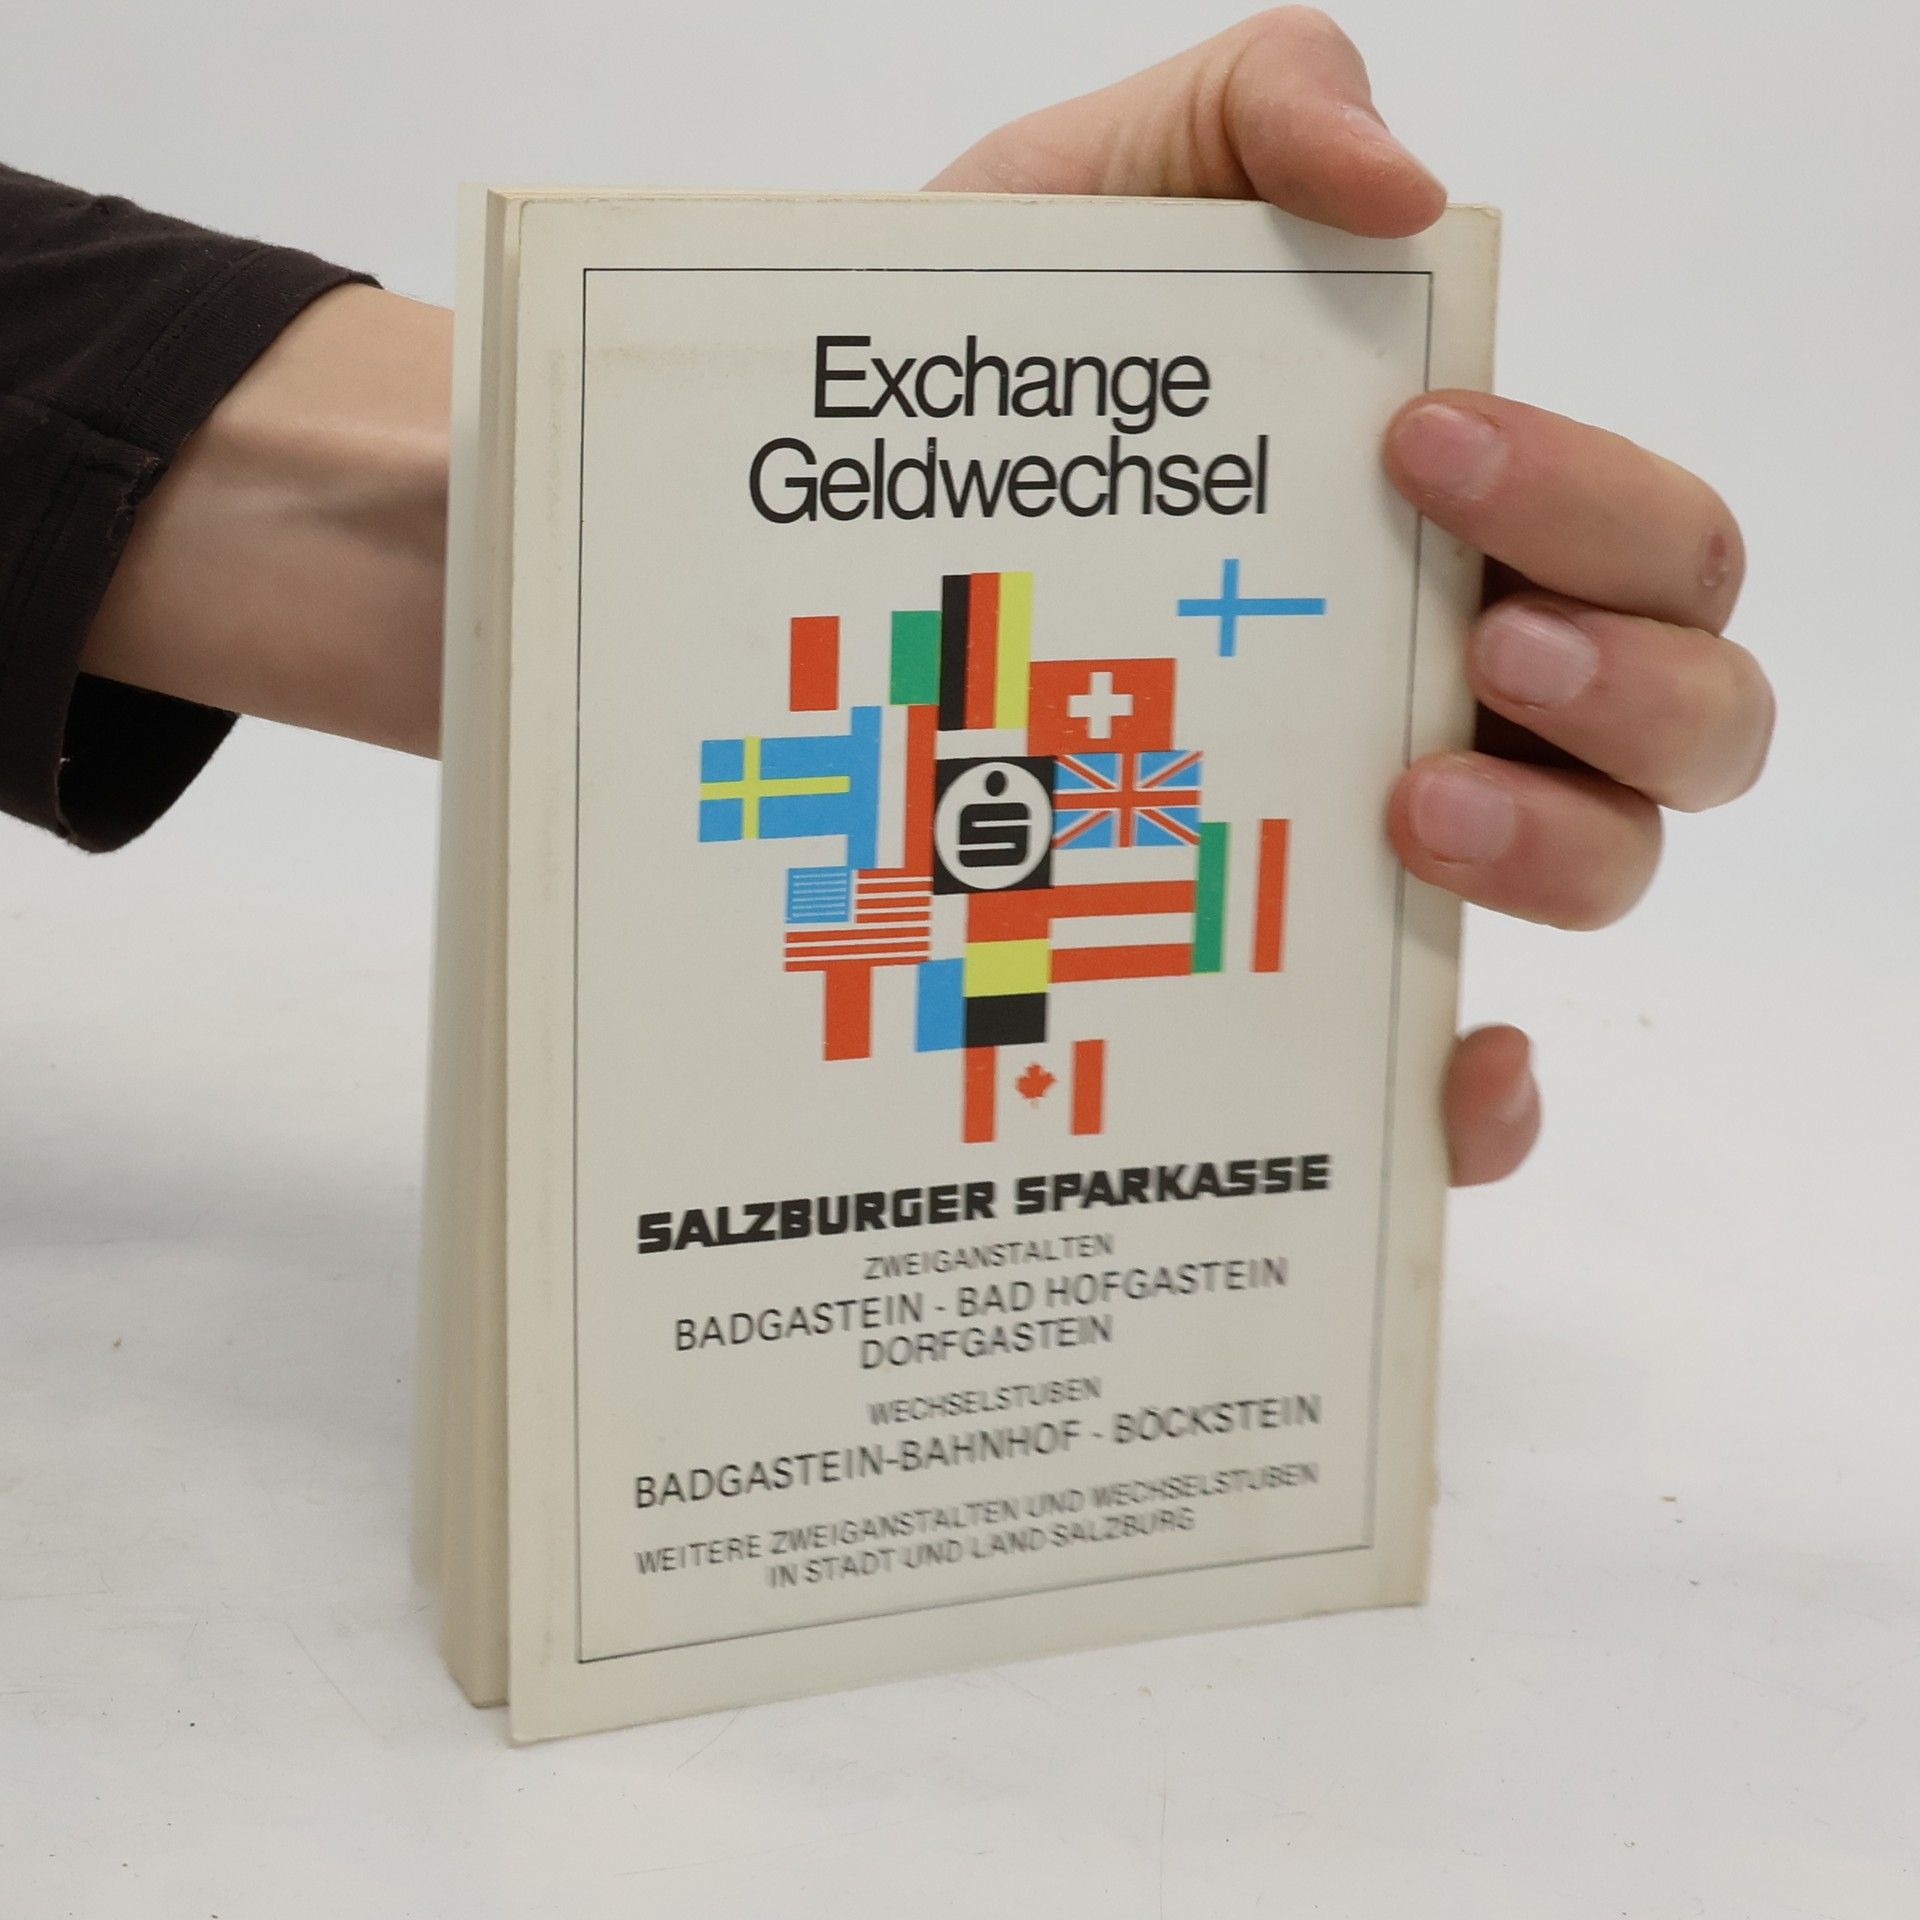 Exchange
Geldwechsel
SALZBURGER SPARKASSE
ZWEIGANSTALTEN
BADGASTEIN - BAD HOFGASTEIN
DORFGASTEIN
WECHSELSTUBEN
BADGASTEIN-BAHNHOF - BÖCKSTEIN
WEITERE ZWEIGANSTALTEN UND WECHSELSTUBEN
IN STADT UND LAND SALZBURG